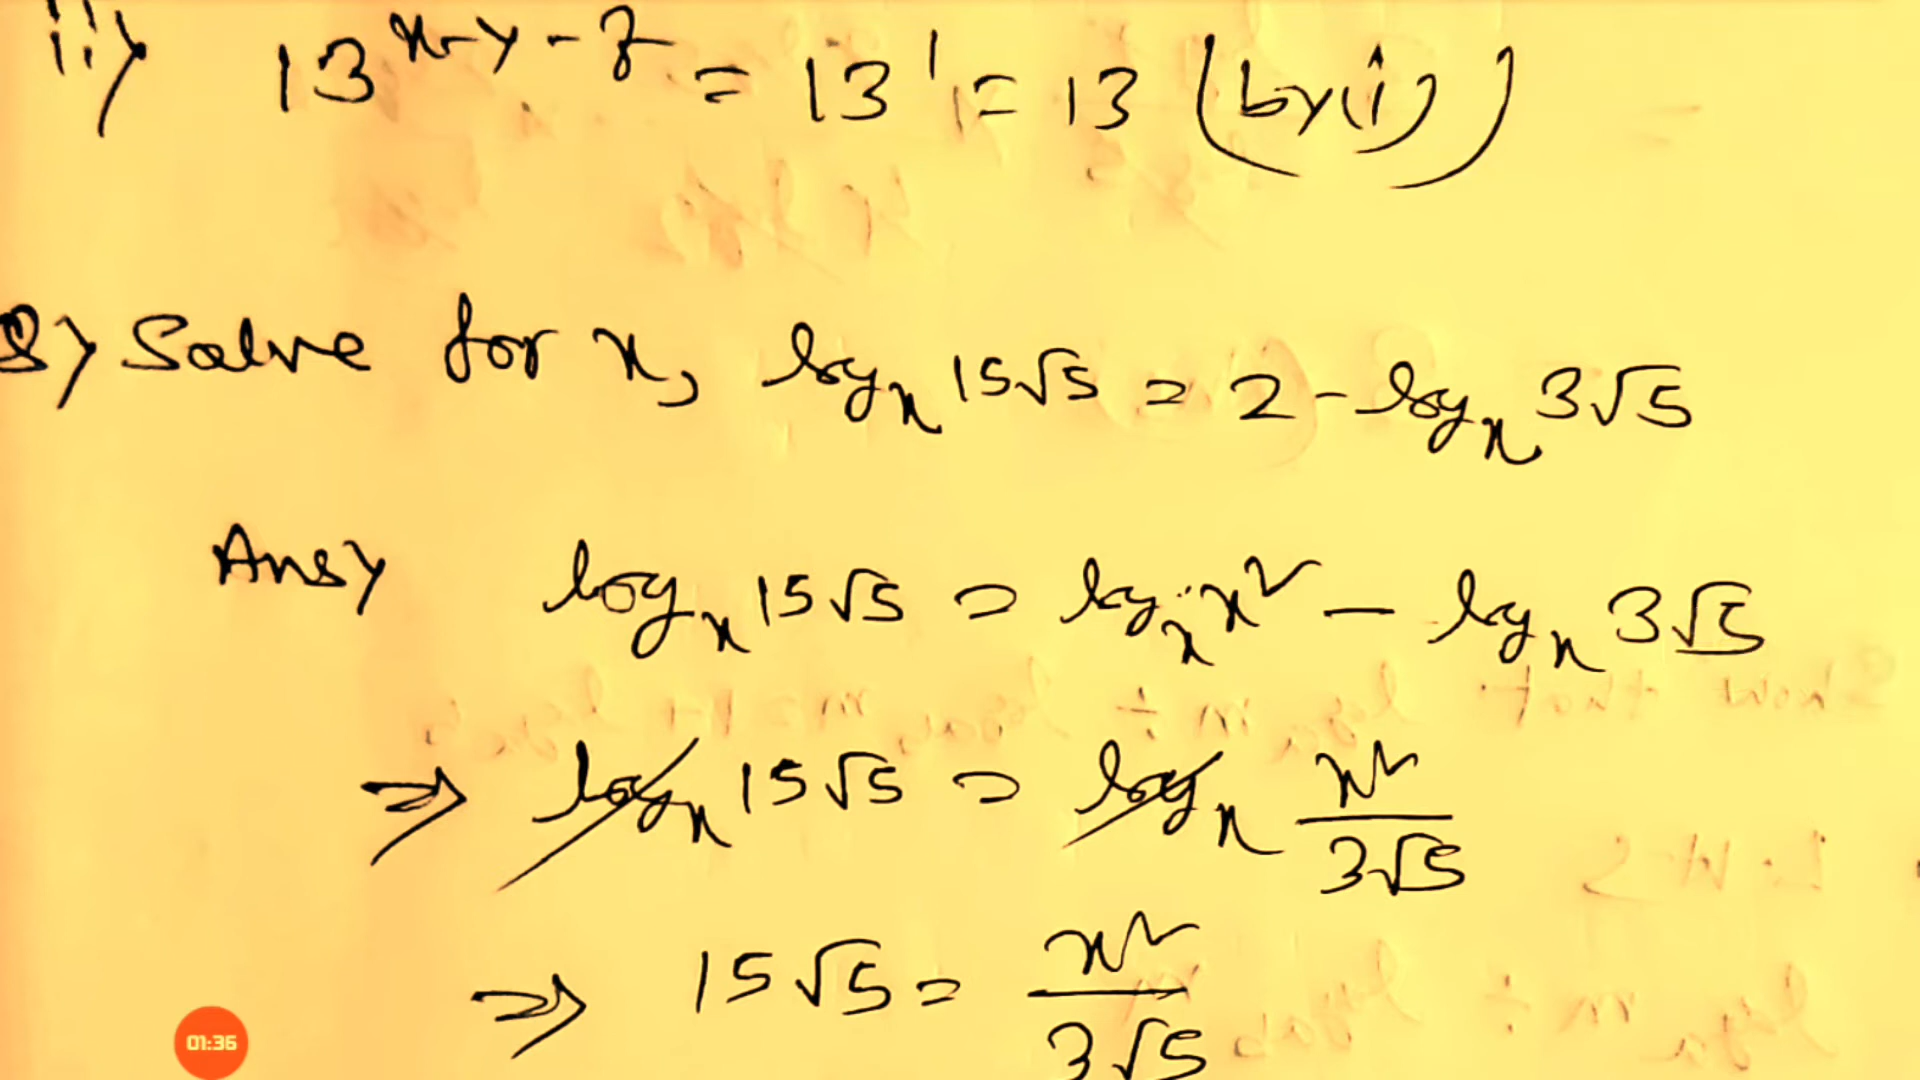 ii) 13^(x-y-z) = 13^1 = 13 (by(i))
8) Solve for x, log_x 15√5 = 2 - log_x 3√5
Ans) log_x 15√5 = log_x x² - log_x 3√5
⇒ log_x 15√5 = log_x x²/3√5
⇒ 15√5 = x²/3√5
01:36